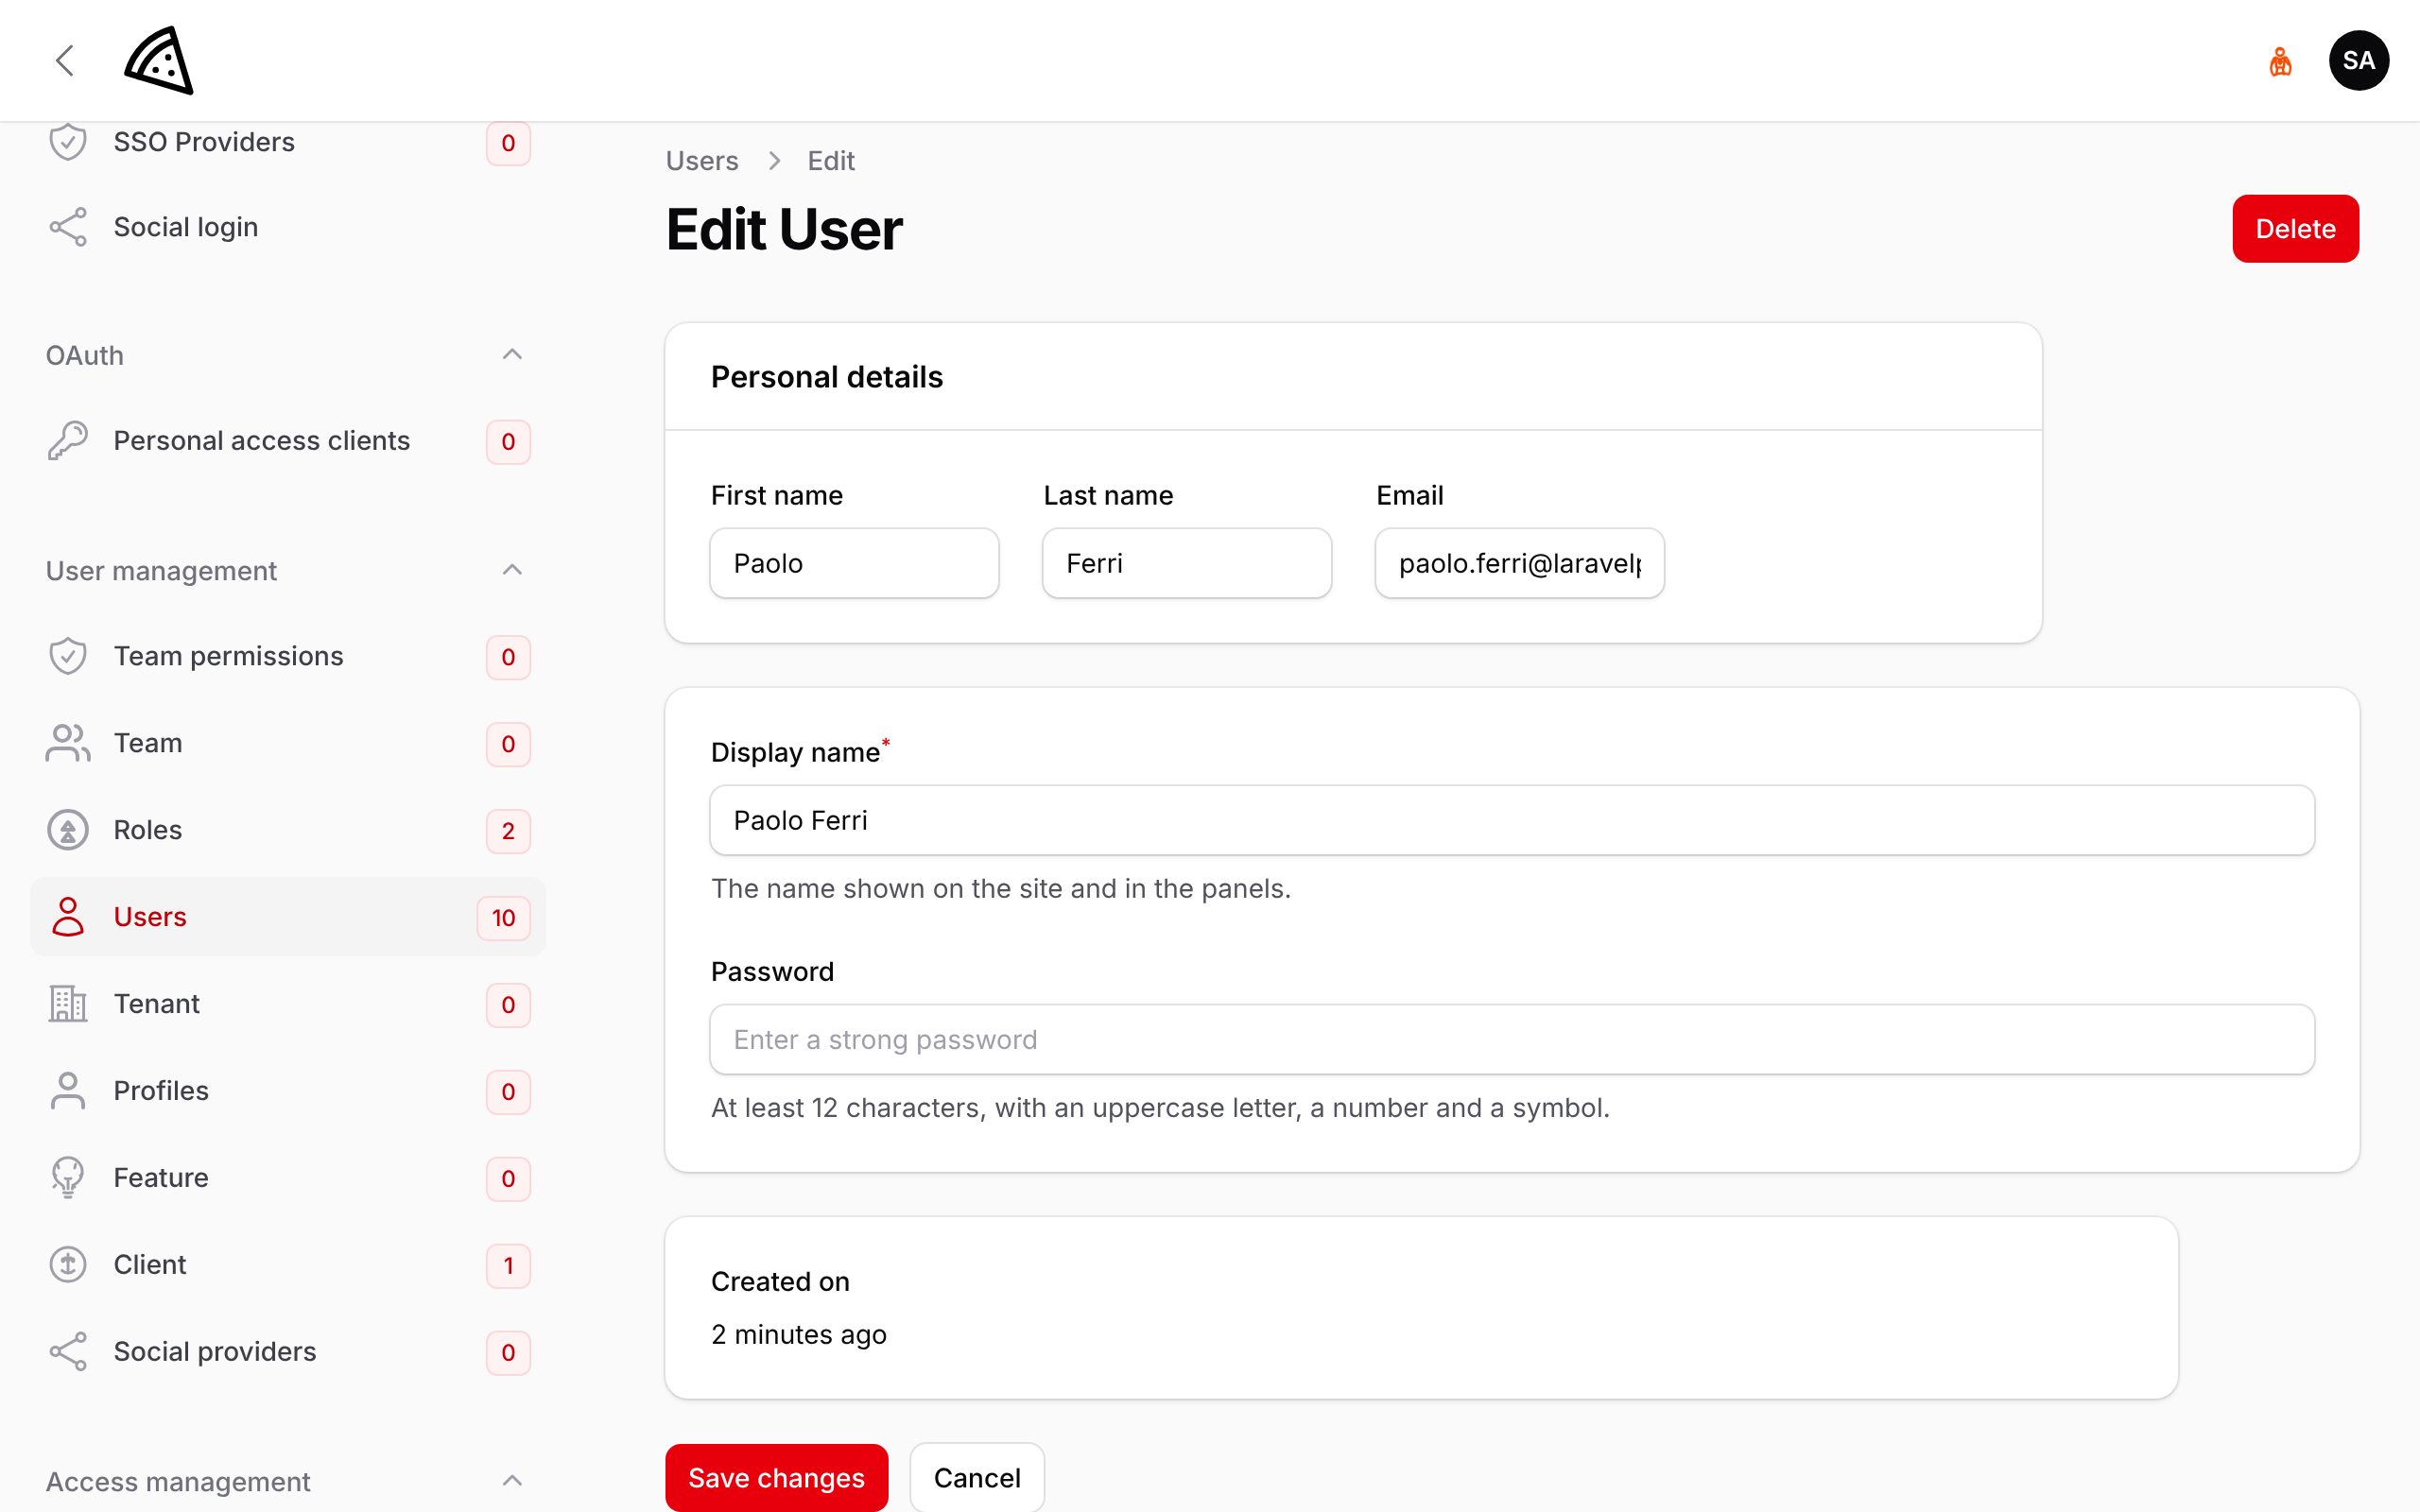 SA
SSO Providers 0
Social login
OAuth
Personal access clients 0
User management
Team permissions 0
Team 0
Roles 2
Users 10
Tenant 0
Profiles 0
Feature 0
Client 1
Social providers 0
Access management
Users > Edit
Edit User
Delete
Personal details
First name Last name Email
Paolo Ferri paolo.ferri@laravelp
Display name*
Paolo Ferri
The name shown on the site and in the panels.
Password
Enter a strong password
At least 12 characters, with an uppercase letter, a number and a symbol.
Created on
2 minutes ago
Save changes Cancel